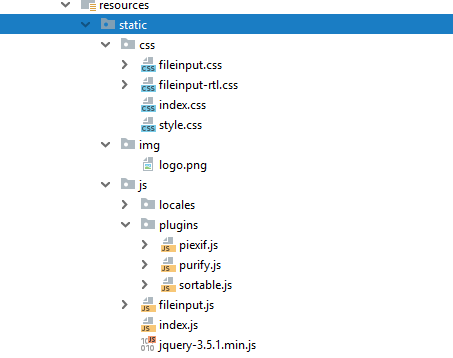 resources
static
css
fileinput.css
fileinput-rtl.css
index.css
style.css
img
logo.png
js
locales
plugins
piexif.js
purify.js
sortable.js
fileinput.js
index.js
jquery-3.5.1.min.js